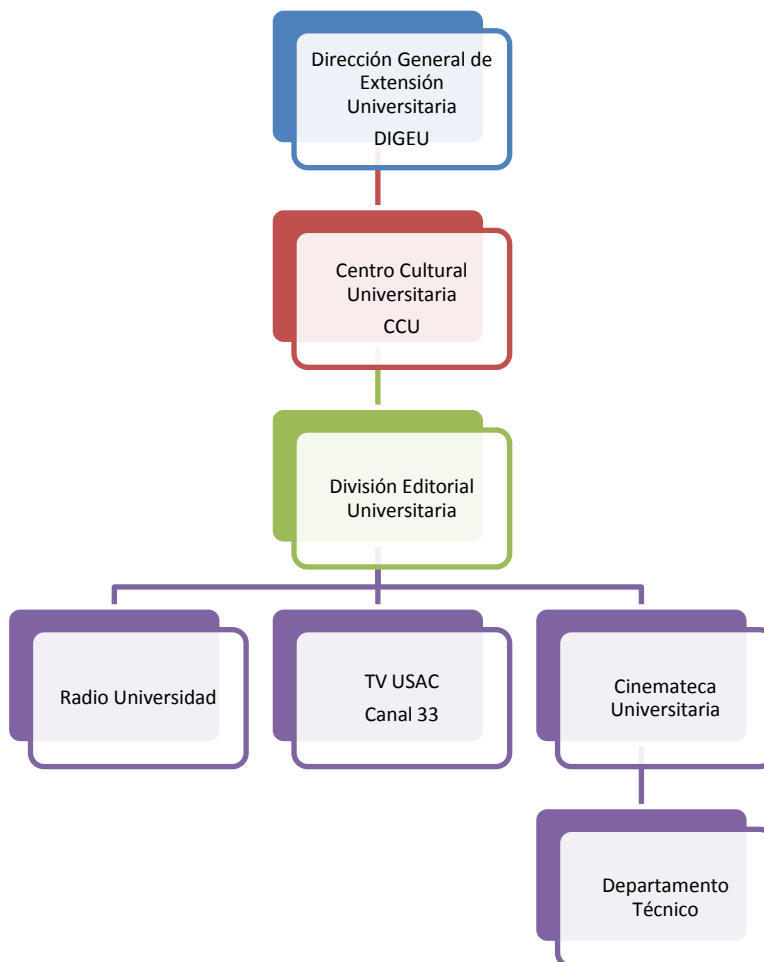 Dirección General de
Extensión
Universitaria
DIGEU
Centro Cultural
Universitaria
CCU
División Editorial
Universitaria
Radio Universidad
TV USAC
Canal 33
Cinemateca
Universitaria
Departamento
Técnico